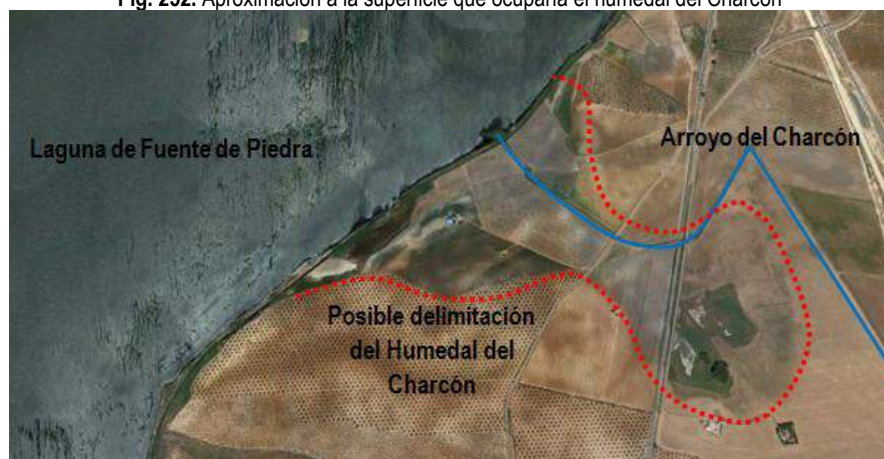 Fig. 252. Aproximación a la superficie que ocuparía el humedal del Charcón
Laguna de Fuente de Piedra
Arroyo del Charcón
Posible delimitación
del Humedal del
Charcón